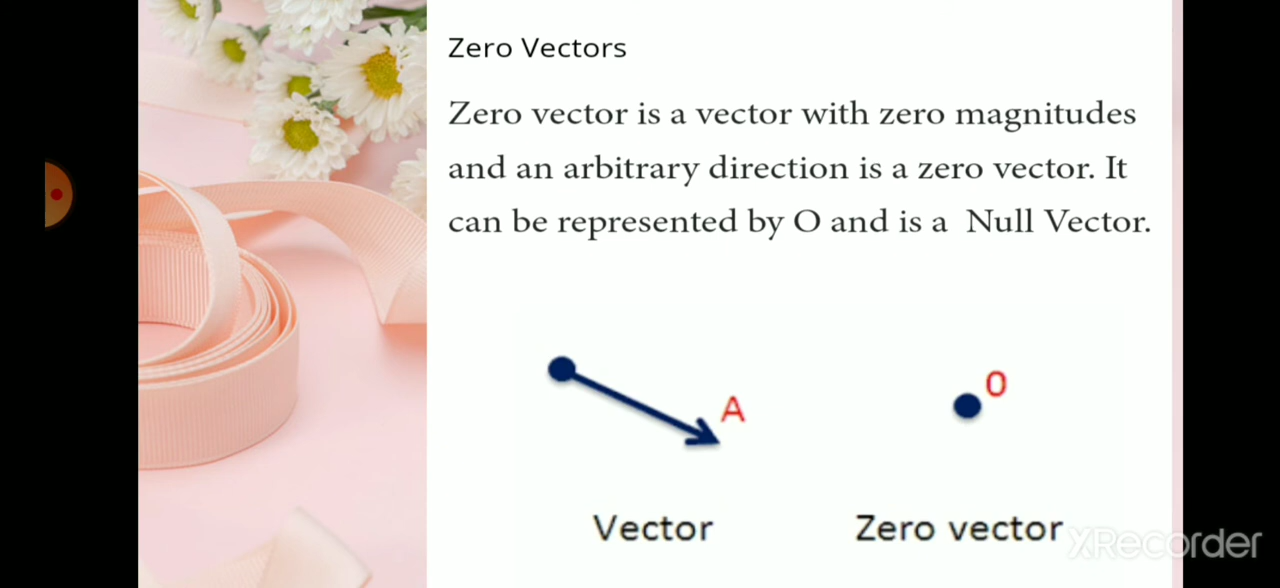 Zero Vectors
Zero vector is a vector with zero magnitudes
and an arbitrary direction is a zero vector. It
can be represented by O and is a Null Vector.
A
0
Vector
Zero vector
XRecorder